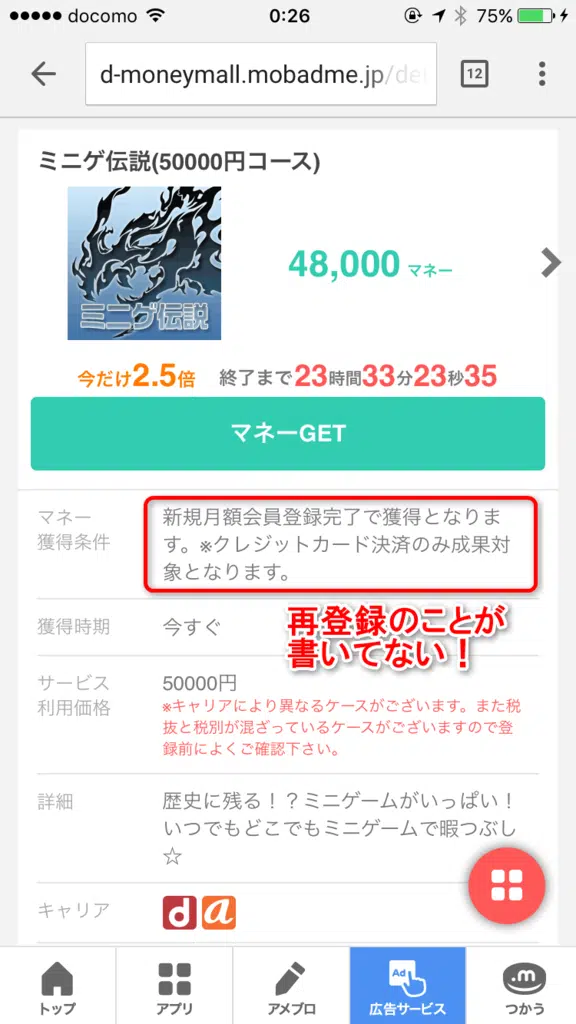 docomo 0:26 75%
d-moneymall.mobadme.jp/de
12
ミニゲ伝説(50000円コース)
ミニゲ伝説
48,000 マネー
今だけ2.5倍 終了まで23時間33分23秒35
マネーGET
マネー
獲得条件
新規月額会員登録完了で獲得となりま
す。※クレジットカード決済のみ成果対
象となります。
再登録のことが
書いてない！
獲得時期
今すぐ
サービス
利用価格
50000円
※キャリアにより異なるケースがございます。また税
抜と税別が混ざっているケースがございますので登
録前によくご確認下さい。
詳細
歴史に残る！？ミニゲームがいっぱい！
いつでもどこでもミニゲームで暇つぶし
☆
キャリア
d a
Ad .m
トップ アプリ アメブロ 広告サービス つかう